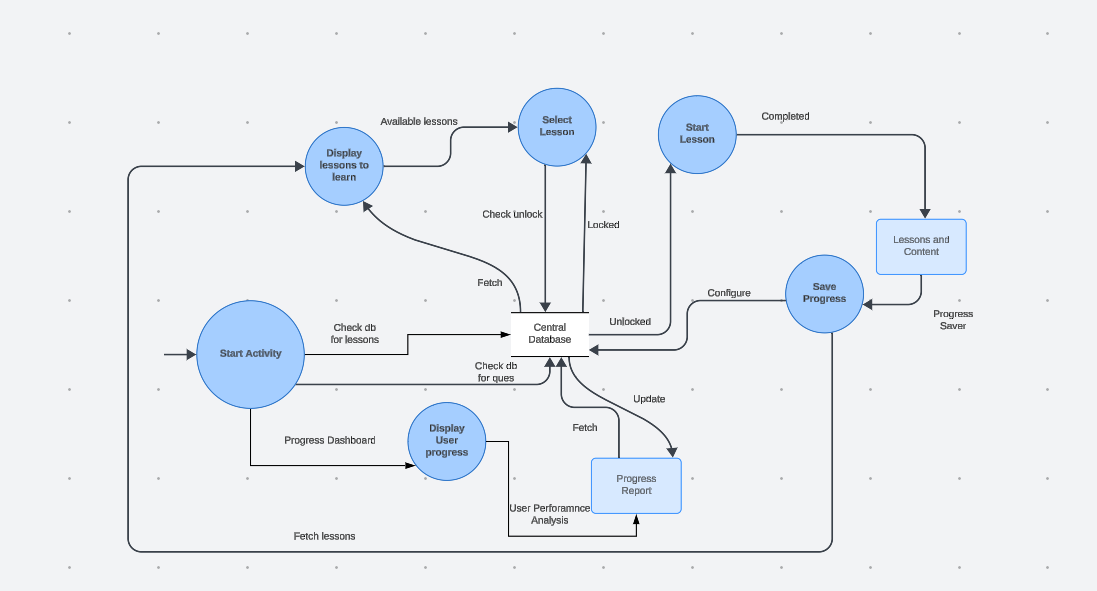 Completed
Available lessons
Select
Lesson
Start
Lesson
Display
lessons to
learn
Check unlock
Locked
Lessons and
Content
Fetch
Save
Progress
Configure
Progress
Saver
Unlocked
Central
Database
Check db
for lessons
Start Activity
Check db
for ques
Update
Display
User
progress
Fetch
Progress Dashboard
Progress
Report
User Perforamnce
Analysis
Fetch lessons